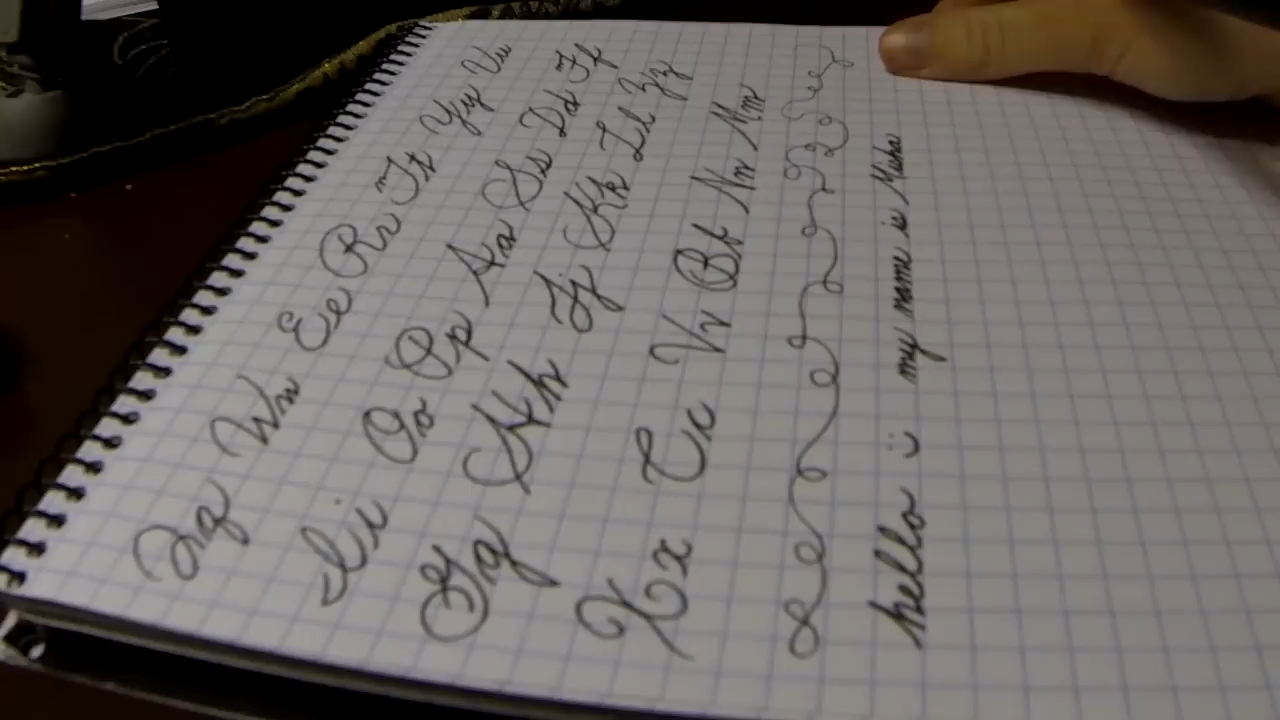 Qq Ww Ee Rr Tt Yy Uu
Ii Oo Pp Aa Ss Dd Ff
Gg Hh Jj Kk Ll Zz
Xx Cc Vv Bb Nn Mm
hello ü my name is Misha